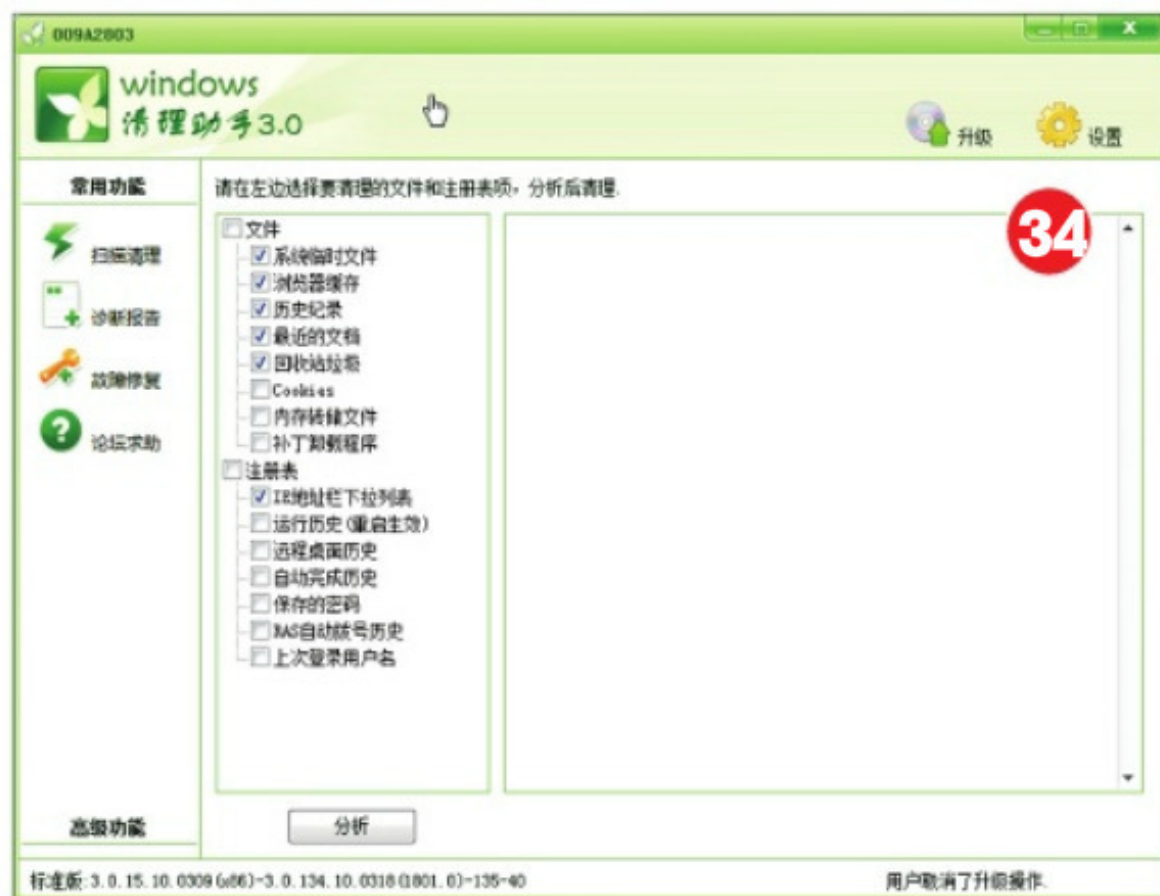 009A2803
windows
清理助手3.0
升级
设置
常用功能
请在左边选择要清理的文件和注册表项，分析后清理.
34
扫描清理
诊断报告
故障修复
论坛求助
文件
系统临时文件
浏览器缓存
历史纪录
最近的文档
回收站垃圾
Cookies
内存转储文件
补丁卸载程序
注册表
IE地址栏下拉列表
运行历史(重启生效)
远程桌面历史
自动完成历史
保存的密码
RAS自动拨号历史
上次登录用户名
高级功能
分析
标准版:3.0.15.10.0309(x86)-3.0.134.10.0318(1801.0)-135-40
用户取消了升级操作.